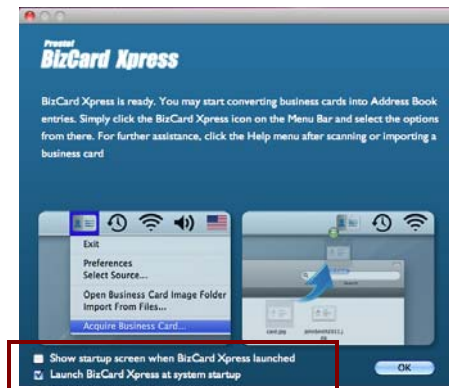 Presto!
BizCard Xpress
BizCard Xpress is ready. You may start converting business cards into Address Book
entries. Simply click the BizCard Xpress icon on the Menu Bar and select the options
from there. For further assistance, click the Help menu after scanning or importing a
business card
Exit
Preferences
Select Source...
Open Business Card Image Folder
Import From Files...
Acquire Business Card...
Search
card.jpg
Show startup screen when BizCard Xpress launched
Launch BizCard Xpress at system startup
OK